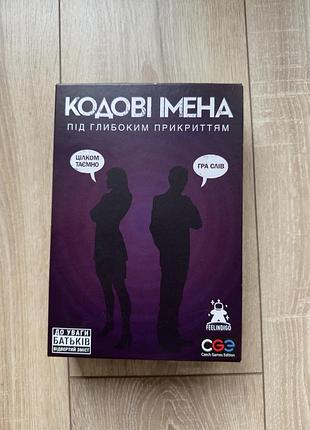 КОДОВІ ІМЕНА
ПІД ГЛИБОКИМ ПРИКРИТТЯМ
ЦІЛКОМ
ТАЄМНО
ГРА СЛІВ
ДО УВАГИ
БАТЬКІВ
ВІДВЕРТИЙ ЗМІСТ
FEELINDIGO
CGE
Czech Games Edition